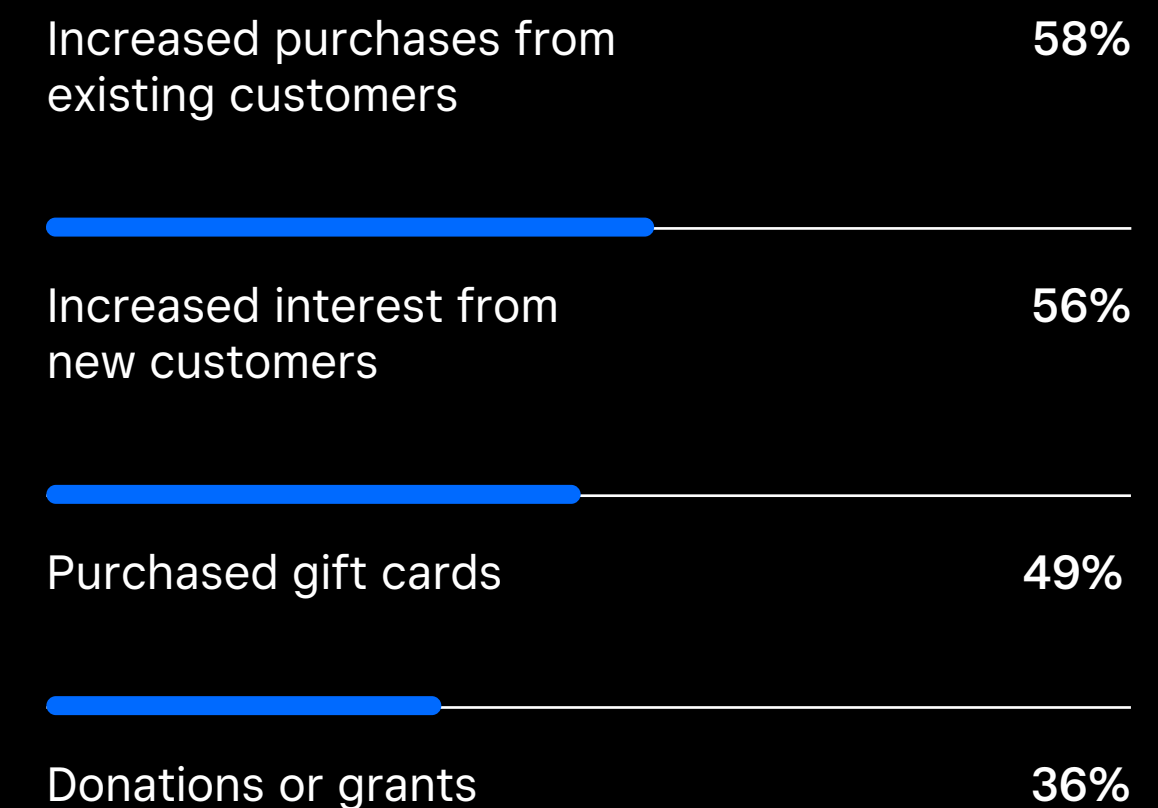 Increased purchases from
58%
existing customers
Increased interest from
56%
new customers
Purchased gift cards
49%
Donations or grants
36%